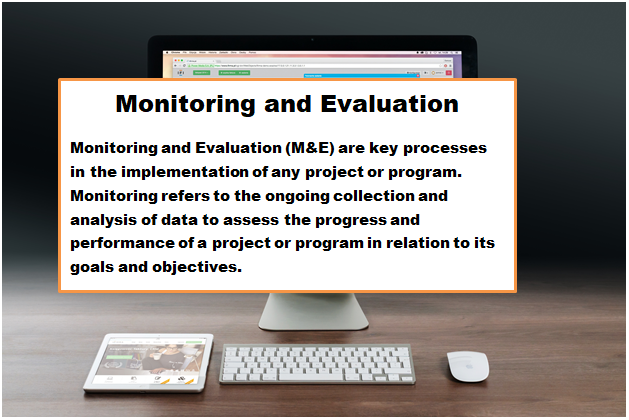 Monitoring and Evaluation
Monitoring and Evaluation (M&E) are key processes
in the implementation of any project or program.
Monitoring refers to the ongoing collection and
analysis of data to assess the progress and
performance of a project or program in relation to its
goals and objectives.